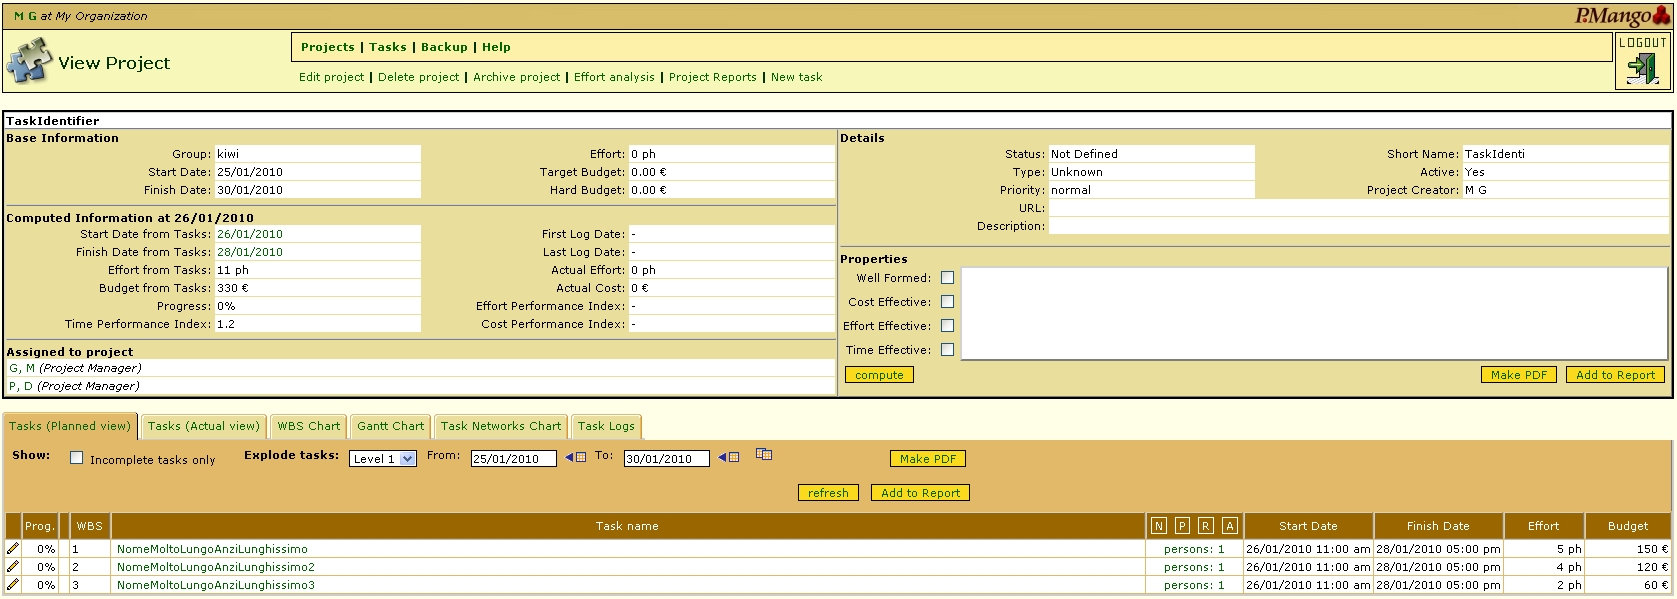 M G at My Organization
P.Mango
View Project
Projects | Tasks | Backup | Help
LOGOUT
Edit project | Delete project | Archive project | Effort analysis | Project Reports | New task
TaskIdentifier
Base Information
Group: kiwi Effort: 0 ph
Start Date: 25/01/2010 Target Budget: 0.00 €
Finish Date: 30/01/2010 Hard Budget: 0.00 €
Computed Information at 26/01/2010
Start Date from Tasks: 26/01/2010 First Log Date: -
Finish Date from Tasks: 28/01/2010 Last Log Date: -
Effort from Tasks: 11 ph Actual Effort: 0 ph
Budget from Tasks: 330 € Actual Cost: 0 €
Progress: 0% Effort Performance Index: -
Time Performance Index: 1.2 Cost Performance Index: -
Assigned to project
G, M (Project Manager)
P, D (Project Manager)
Details
Status: Not Defined Short Name: TaskIdenti
Type: Unknown Active: Yes
Priority: normal Project Creator: M G
URL:
Description:
Properties
Well Formed:
Cost Effective:
Effort Effective:
Time Effective:
compute Make PDF Add to Report
Tasks (Planned view) Tasks (Actual view) WBS Chart Gantt Chart Task Networks Chart Task Logs
Show: Incomplete tasks only Explode tasks: Level 1 From: 25/01/2010 To: 30/01/2010 Make PDF
refresh Add to Report
Prog. WBS Task name N P R A Start Date Finish Date Effort Budget
0% 1 NomeMoltoLungoAnziLunghissimo persons: 1 26/01/2010 11:00 am 28/01/2010 05:00 pm 5 ph 150 €
0% 2 NomeMoltoLungoAnziLunghissimo2 persons: 1 26/01/2010 11:00 am 28/01/2010 05:00 pm 4 ph 120 €
0% 3 NomeMoltoLungoAnziLunghissimo3 persons: 1 26/01/2010 11:00 am 28/01/2010 05:00 pm 2 ph 60 €